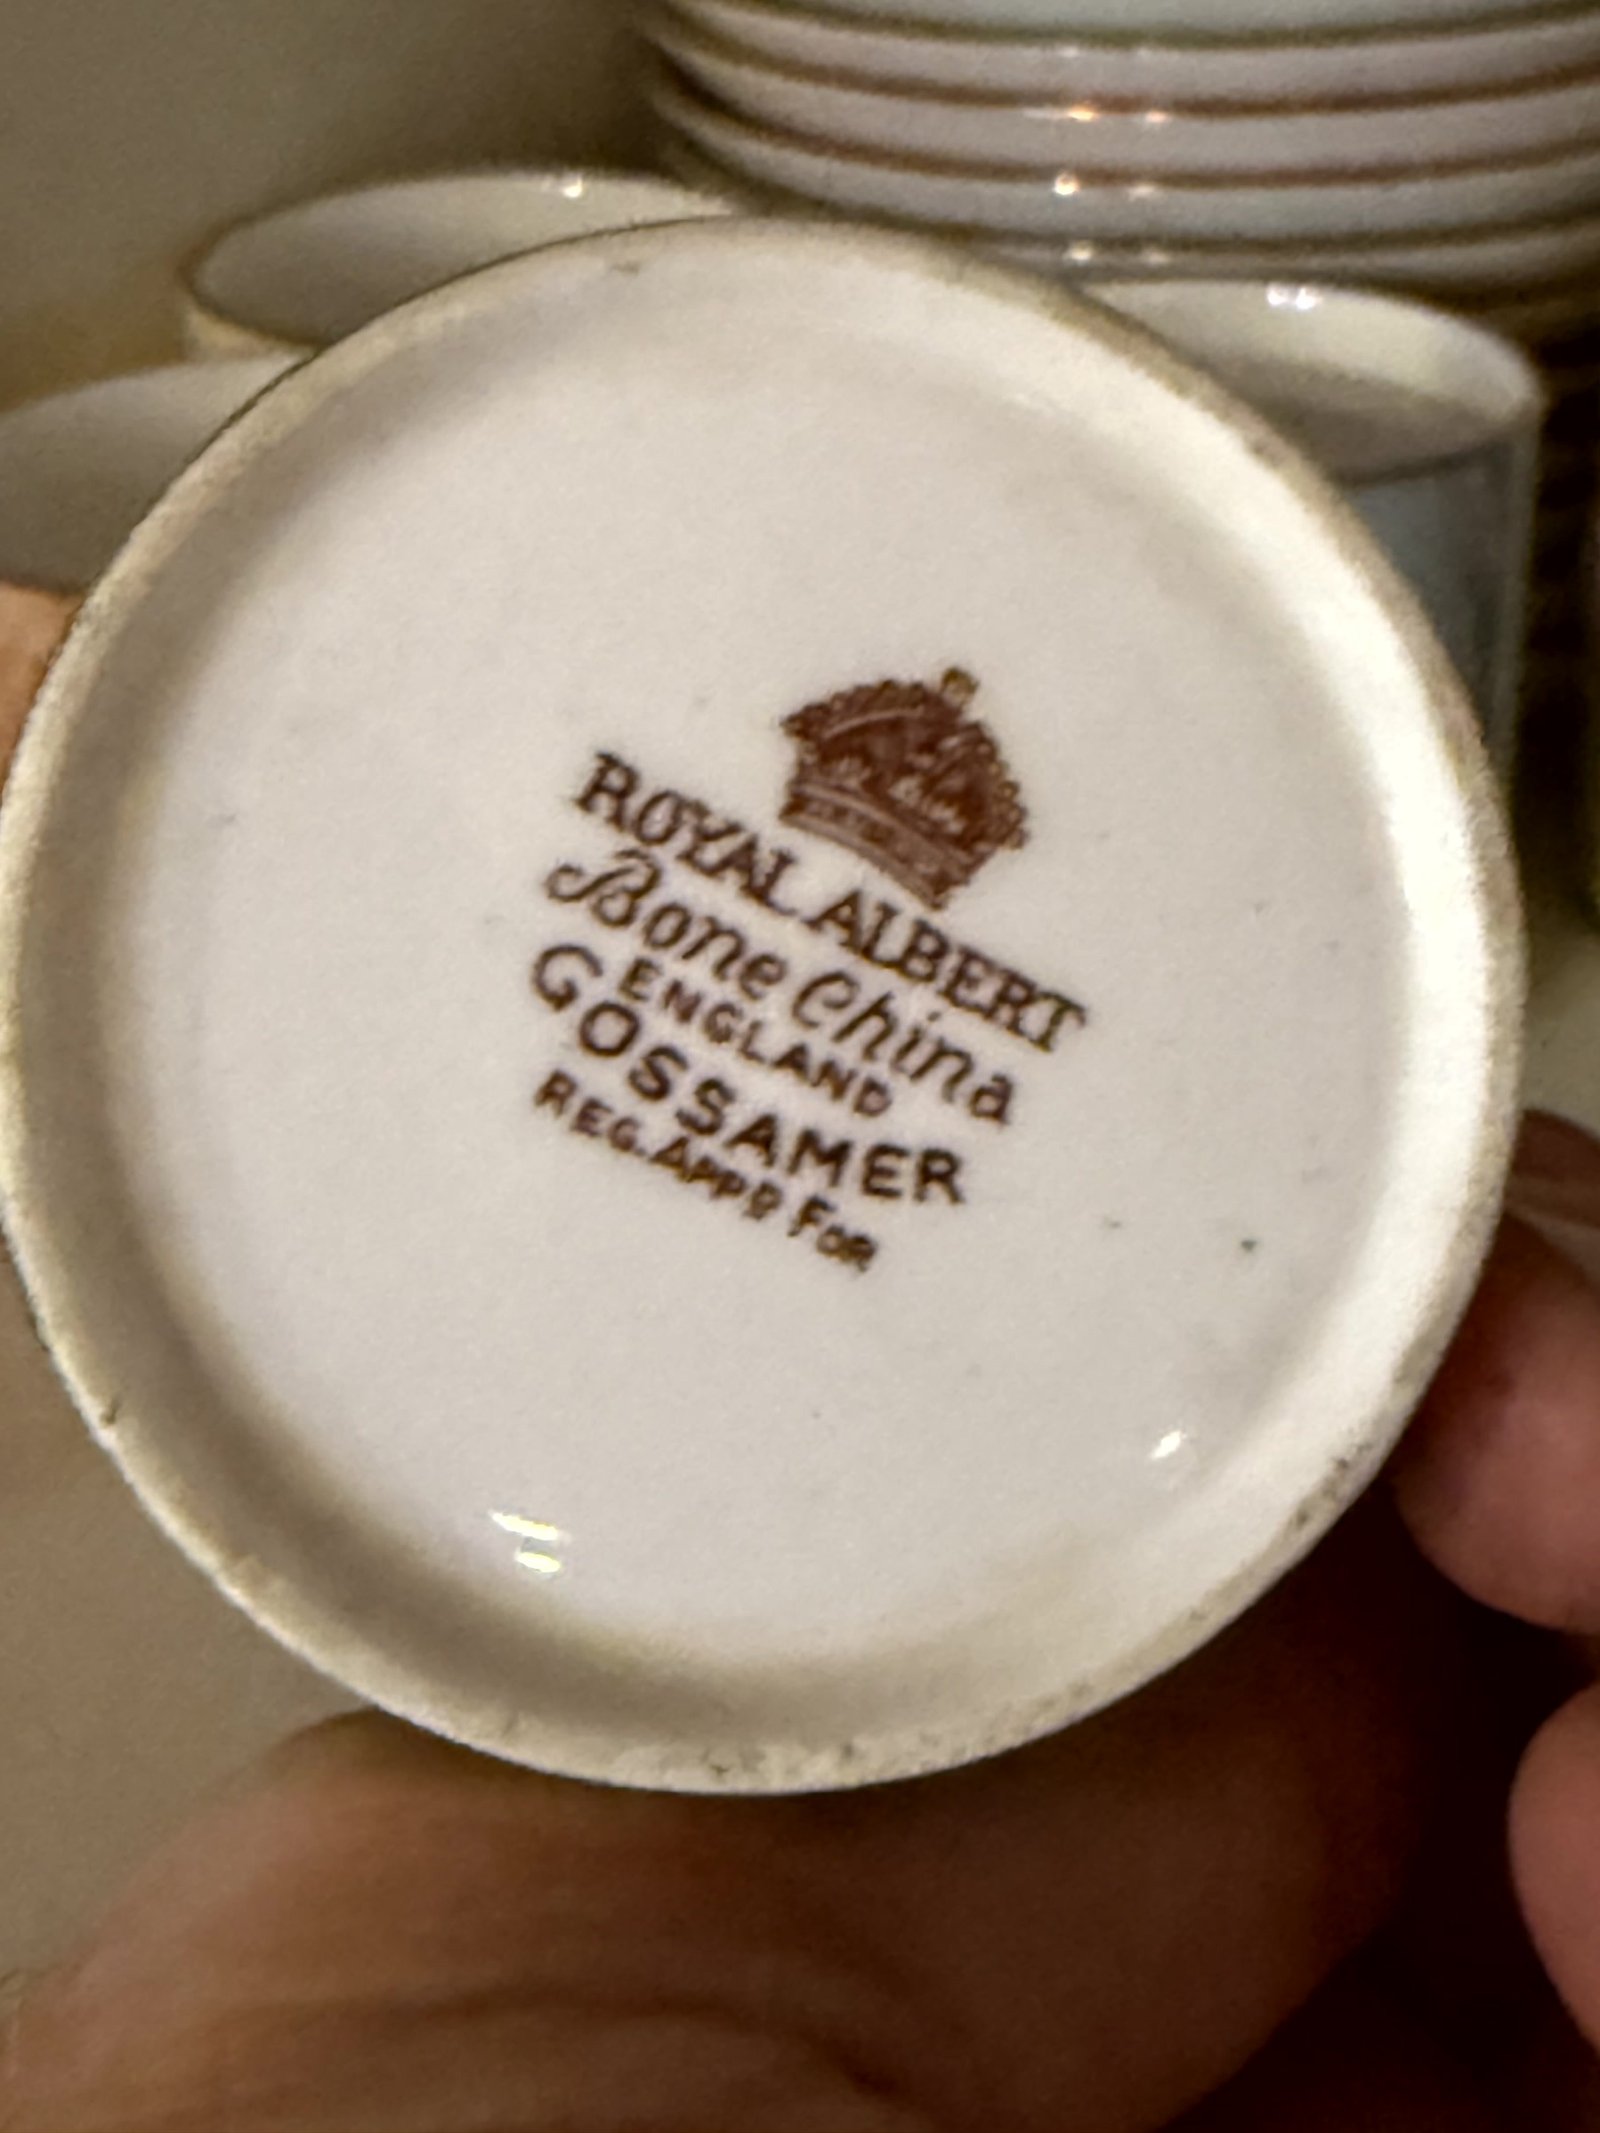 ROYAL ALBERT
Bone China
ENGLAND
GOSSAMER
REG. APPD FOR